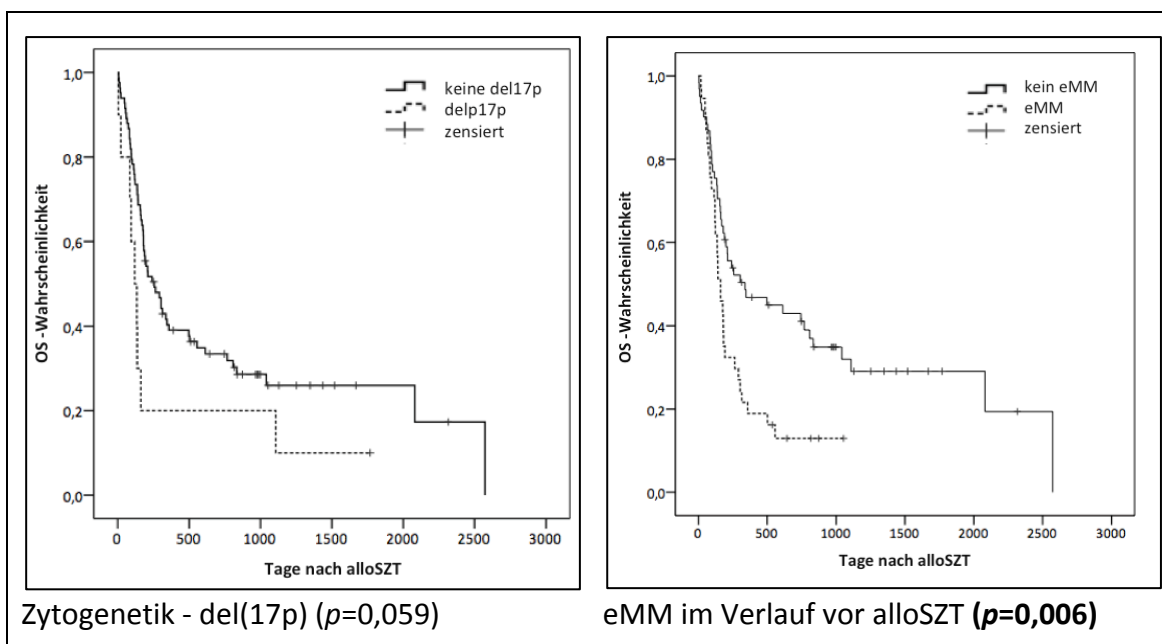 1,0
0,8
0,6
0,4
0,2
0,0
OS -Wahrscheinlichkeit
keine del17p
delp17p
zensiert
0 500 1000 1500 2000 2500 3000
Tage nach alloSZT
Zytogenetik - del(17p) (p=0,059)
1,0
0,8
0,6
0,4
0,2
0,0
OS -Wahrscheinlichkeit
kein eMM
eMM
zensiert
0 500 1000 1500 2000 2500 3000
Tage nach alloSZT
eMM im Verlauf vor alloSZT (p=0,006)